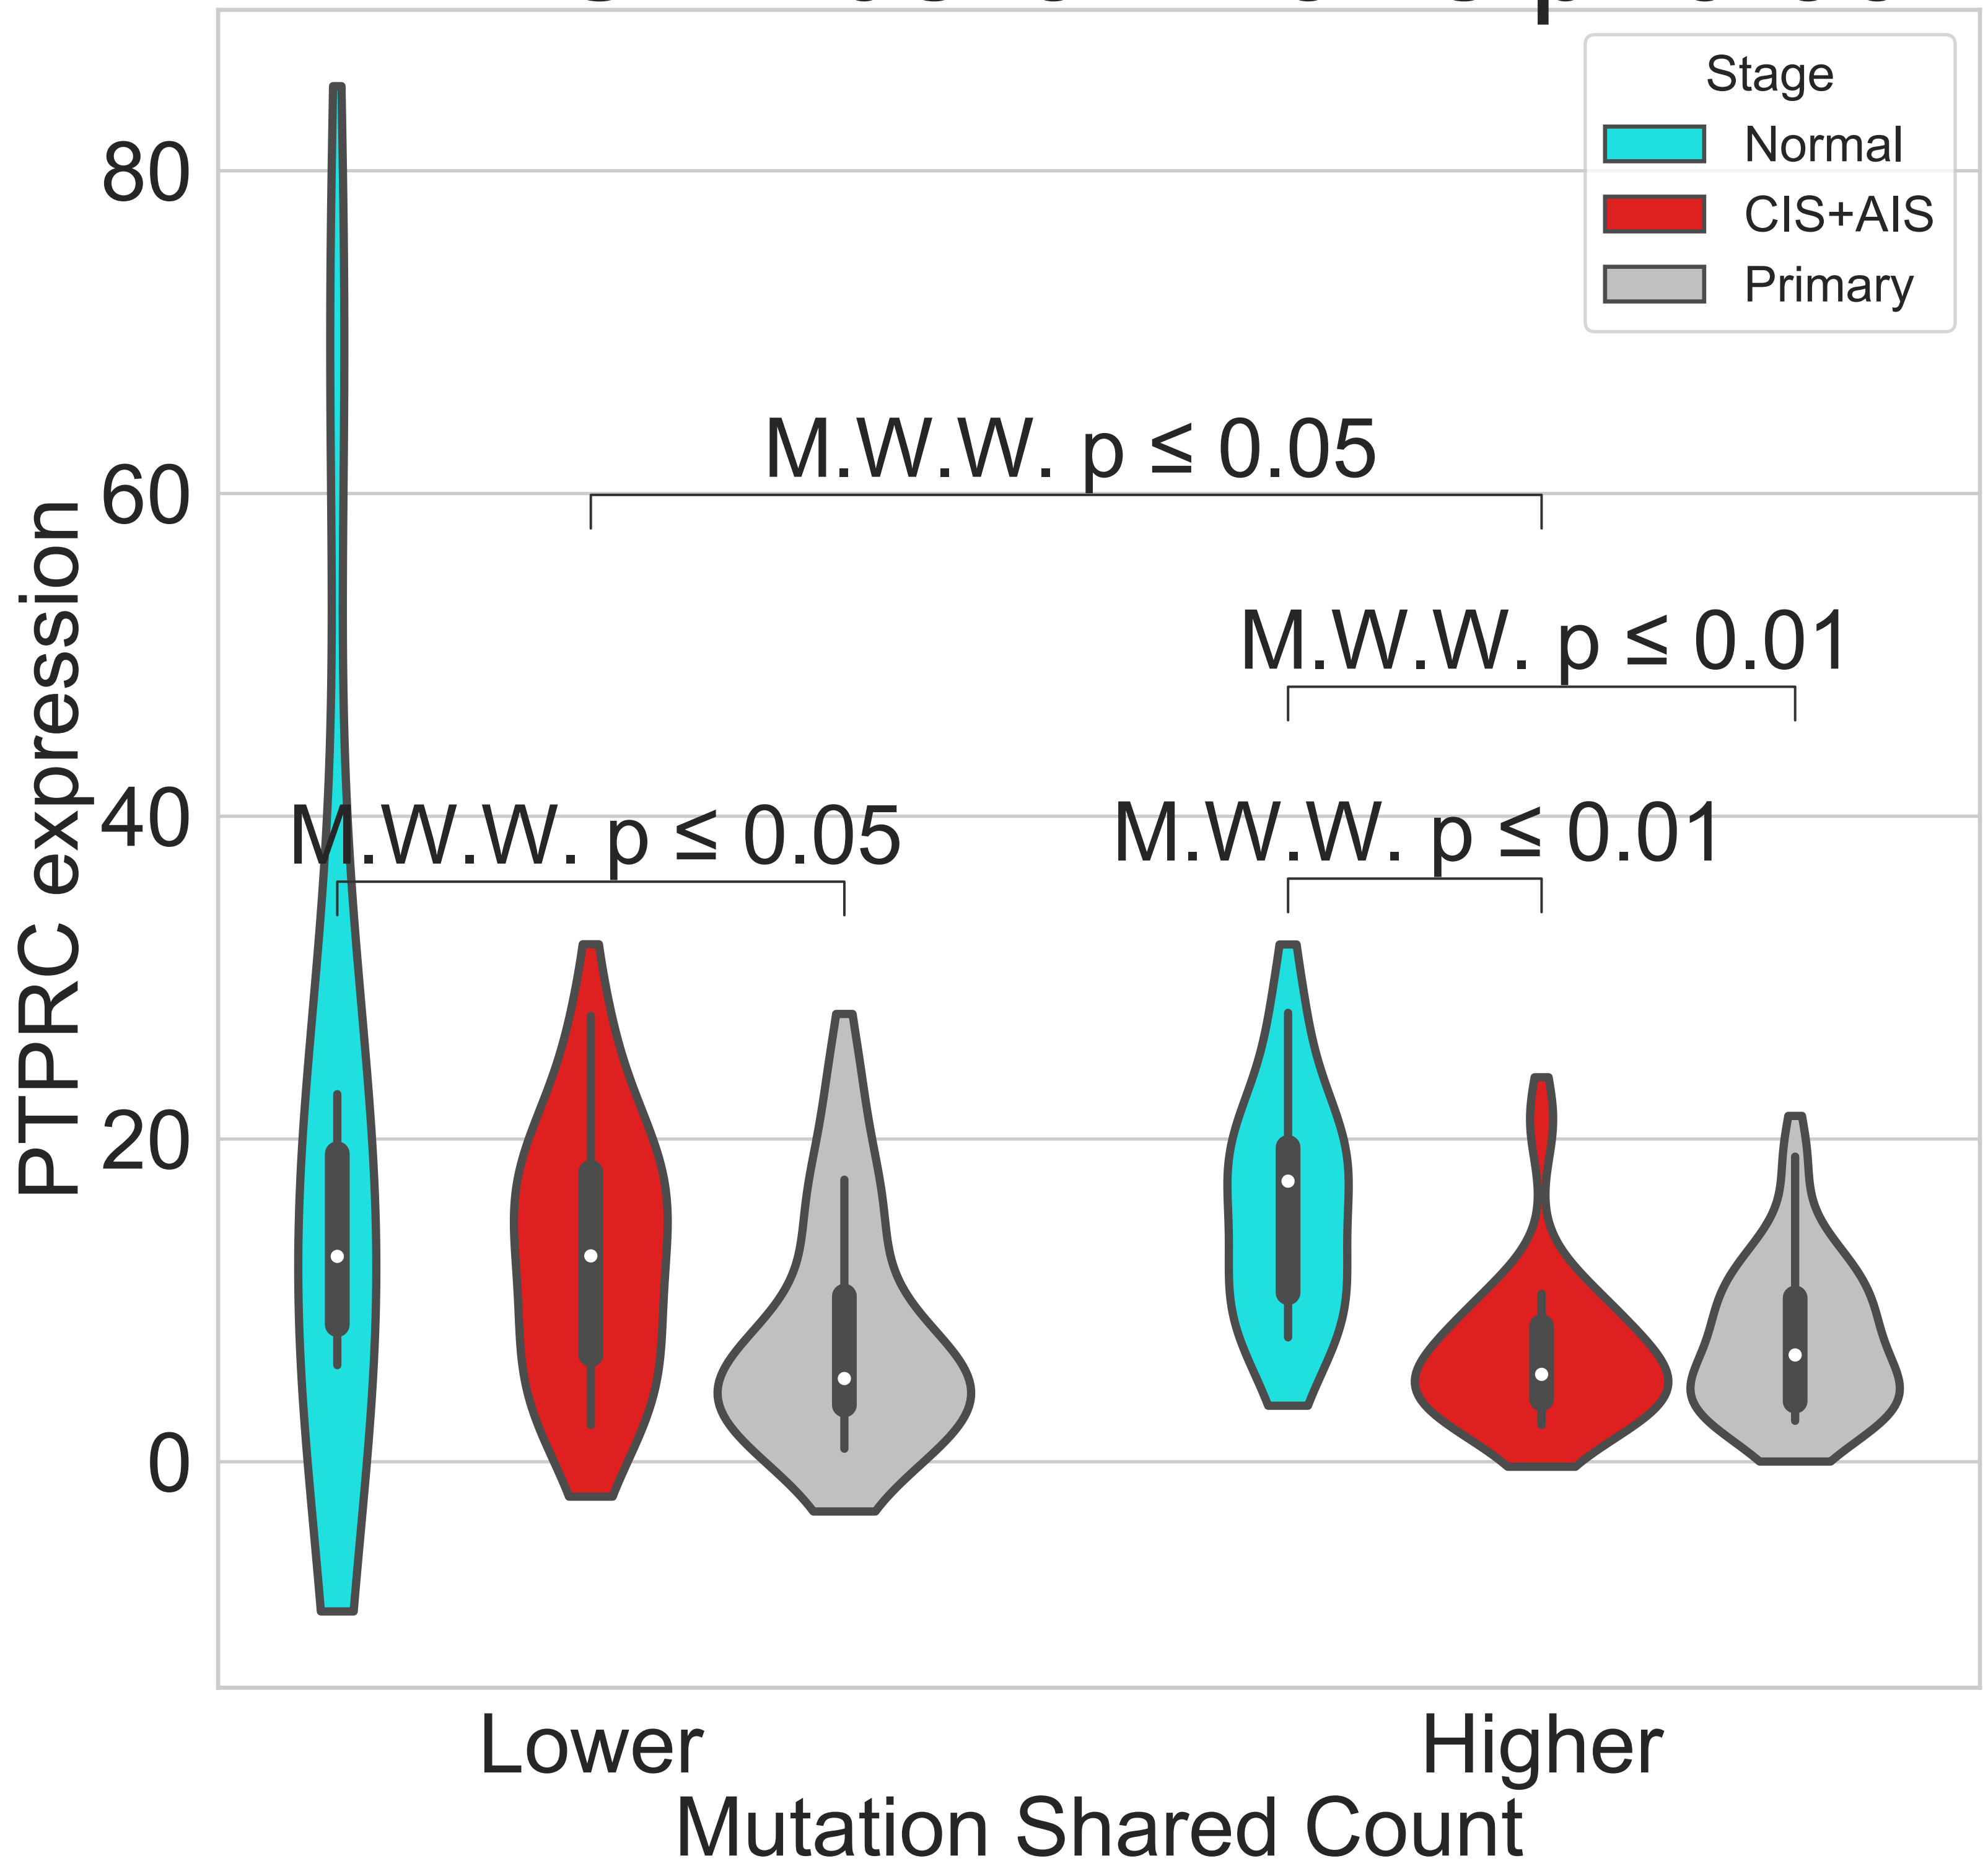 Stage
Normal
CIS+AIS
Primary
80
60
40
20
0
PTPRC expression
M.W.W. p ≤ 0.05
M.W.W. p ≤ 0.01
M.W.W. p ≤ 0.05
M.W.W. p ≤ 0.01
Lower
Higher
Mutation Shared Count